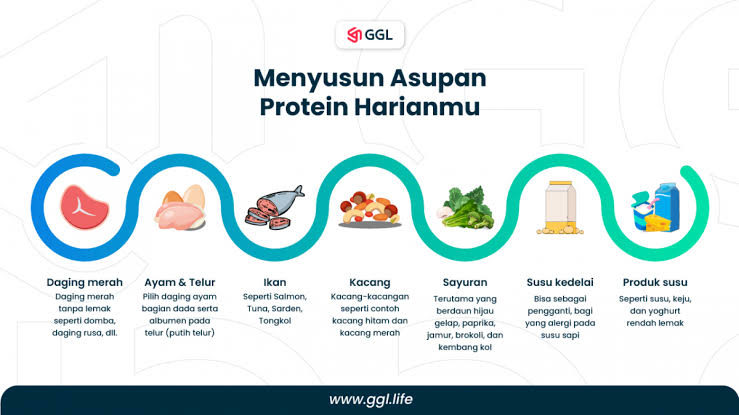 GGL
Menyusun Asupan
Protein Harianmu
Daging merah
Daging merah
tanpa lemak
seperti domba,
daging rusa, dll.
Ayam & Telur
Pilih daging ayam
bagian dada serta
albumen pada
telur (putih telur)
Ikan
Seperti Salmon,
Tuna, Sarden,
Tongkol
Kacang
Kacang-kacangan
seperti contoh
kacang hitam dan
kacang merah
Sayuran
Terutama yang
berdaun hijau
gelap, paprika,
jamur, brokoli, dan
kembang kol
Susu kedelai
Bisa sebagai
pengganti, bagi
yang alergi pada
susu sapi
Produk susu
Seperti susu, keju,
dan yoghurt
rendah lemak
www.ggl.life